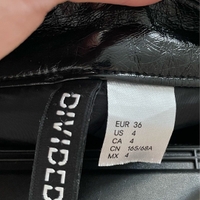 DIVIDED
EUR 36
US 4
CA 4
CN 165/68A
MX 4